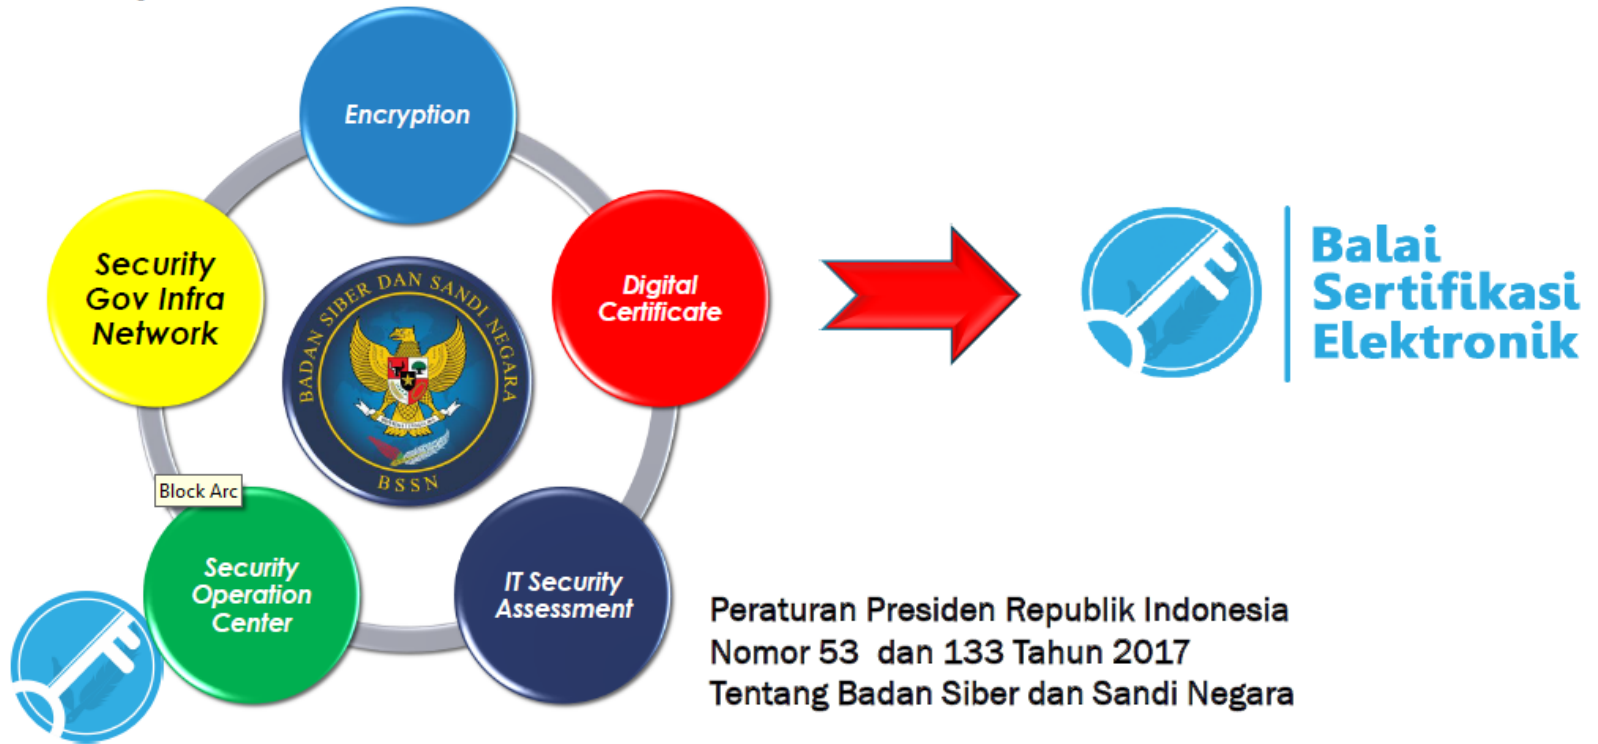 Encryption
Security
Gov Infra
Network
Digital
Certificate
BADAN SIBER DAN SANDI NEGARA
BSSN
Balai
Sertifikasi
Elektronik
Block Arc
Security
Operation
Center
IT Security
Assessment
Peraturan Presiden Republik Indonesia
Nomor 53 dan 133 Tahun 2017
Tentang Badan Siber dan Sandi Negara